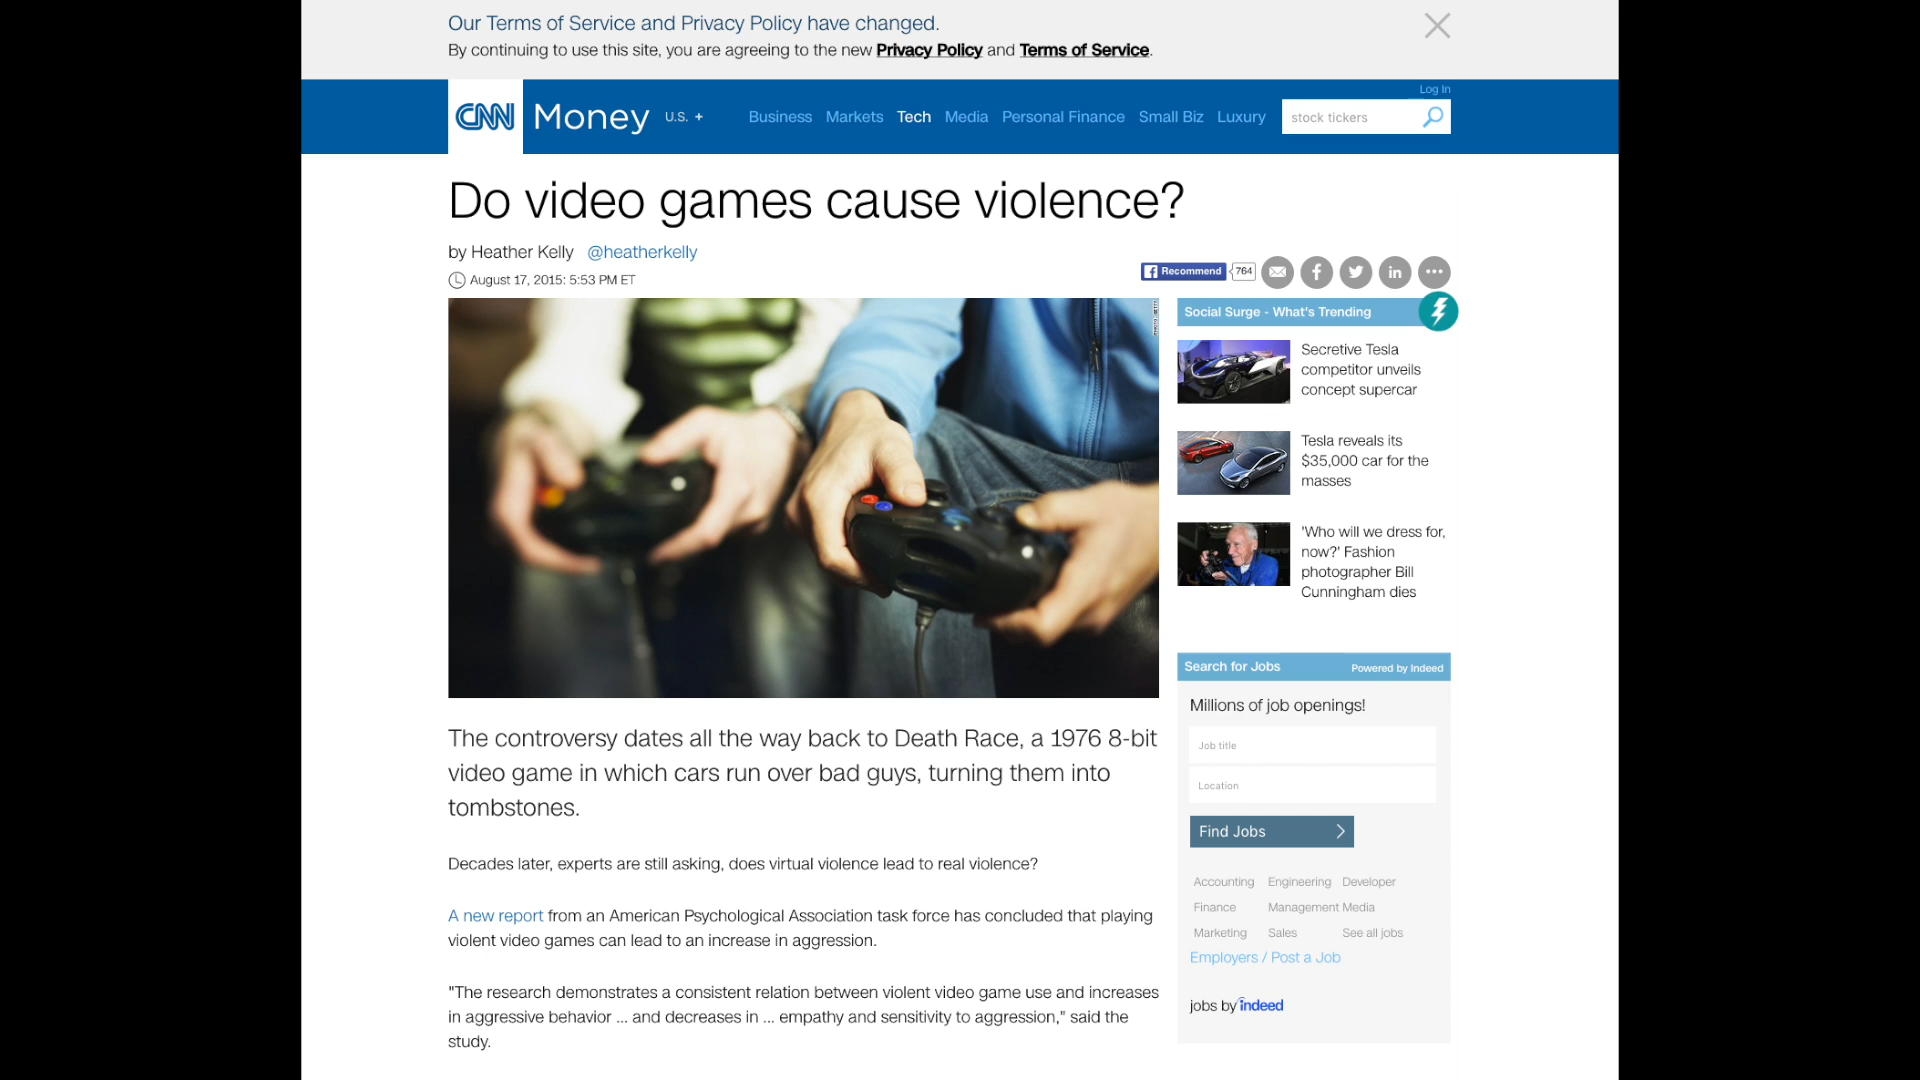 Our Terms of Service and Privacy Policy have changed.
By continuing to use this site, you are agreeing to the new Privacy Policy and Terms of Service.
Log In
CNN Money U.S. +
Business Markets Tech Media Personal Finance Small Biz Luxury
stock tickers
Do video games cause violence?
by Heather Kelly @heatherkelly
August 17, 2015: 5:53 PM ET
Recommend 764
Social Surge - What's Trending
Secretive Tesla
competitor unveils
concept supercar
Tesla reveals its
$35,000 car for the
masses
'Who will we dress for,
now?' Fashion
photographer Bill
Cunningham dies
Search for Jobs Powered by Indeed
Millions of job openings!
Job title
Location
Find Jobs
Accounting Engineering Developer
Finance Management Media
Marketing Sales See all jobs
Employers / Post a Job
jobs by indeed
The controversy dates all the way back to Death Race, a 1976 8-bit
video game in which cars run over bad guys, turning them into
tombstones.
Decades later, experts are still asking, does virtual violence lead to real violence?
A new report from an American Psychological Association task force has concluded that playing
violent video games can lead to an increase in aggression.
"The research demonstrates a consistent relation between violent video game use and increases
in aggressive behavior ... and decreases in ... empathy and sensitivity to aggression," said the
study.